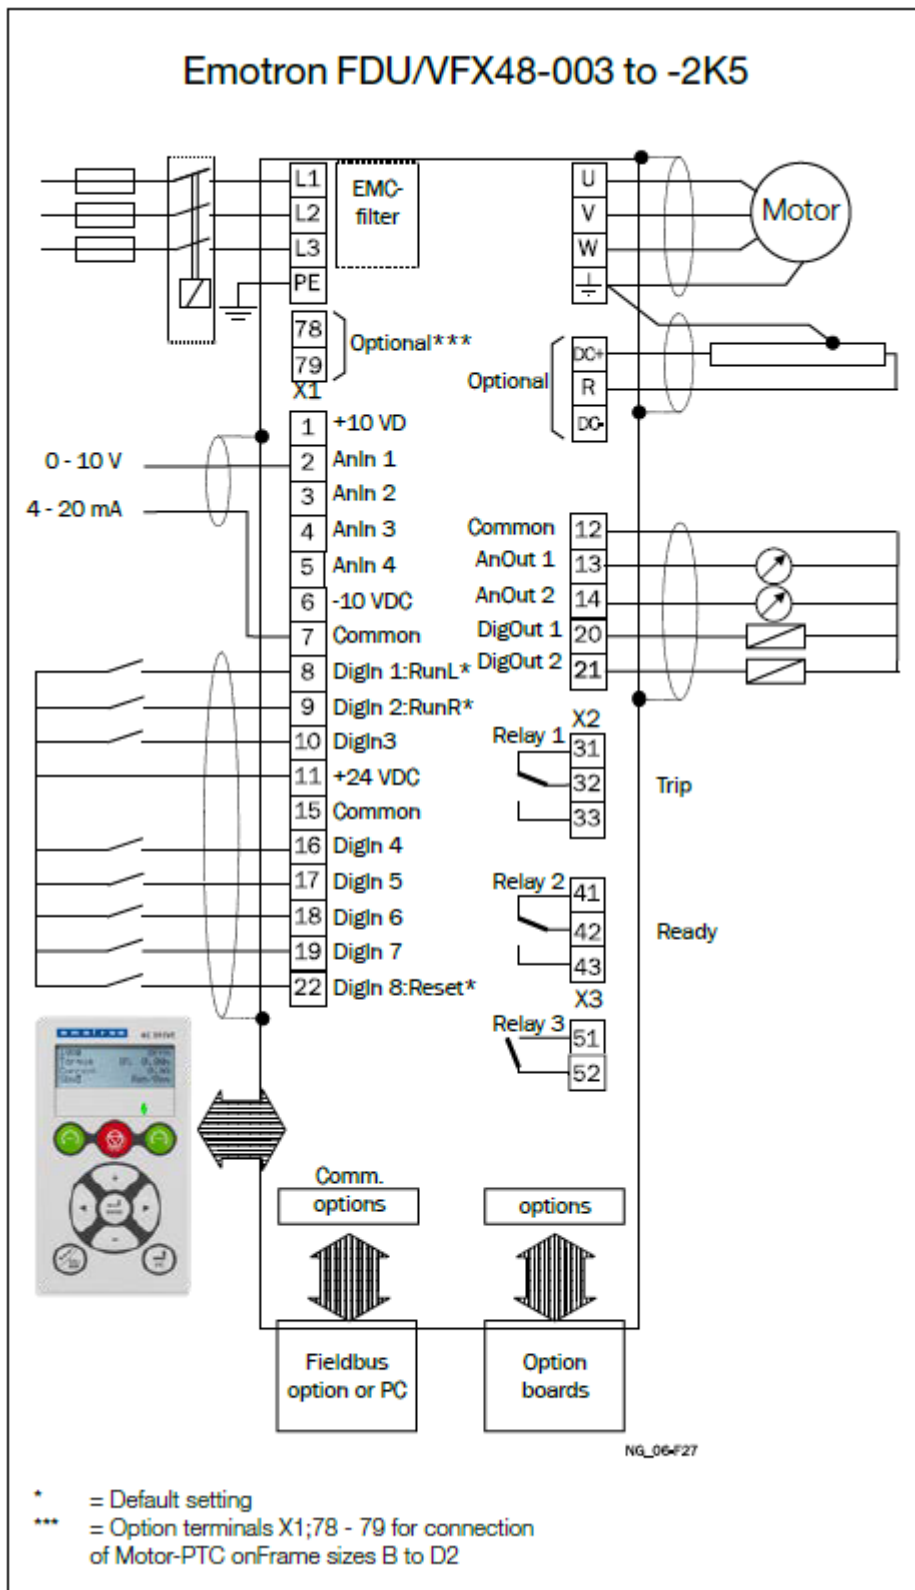 Emotron FDU/VFX48-003 to -2K5
L1
L2
L3
PE
EMC-
filter
U
V
W
Motor
78
79
Optional***
X1
Optional
DC+
R
DC-
0 - 10 V
4 - 20 mA
1 +10 VD
2 AnIn 1
3 AnIn 2
4 AnIn 3
5 AnIn 4
6 -10 VDC
7 Common
8 DigIn 1:RunL*
9 DigIn 2:RunR*
10 DigIn3
11 +24 VDC
15 Common
16 DigIn 4
17 DigIn 5
18 DigIn 6
19 DigIn 7
22 DigIn 8:Reset*
Common 12
AnOut 1 13
AnOut 2 14
DigOut 1 20
DigOut 2 21
X2
Relay 1 31
32
33
Trip
Relay 2 41
42
43
Ready
X3
Relay 3 51
52
emotron AC DRIVE
Comm.
options
options
Fieldbus
option or PC
Option
boards
NG_06-F27
* = Default setting
*** = Option terminals X1;78 - 79 for connection
of Motor-PTC onFrame sizes B to D2